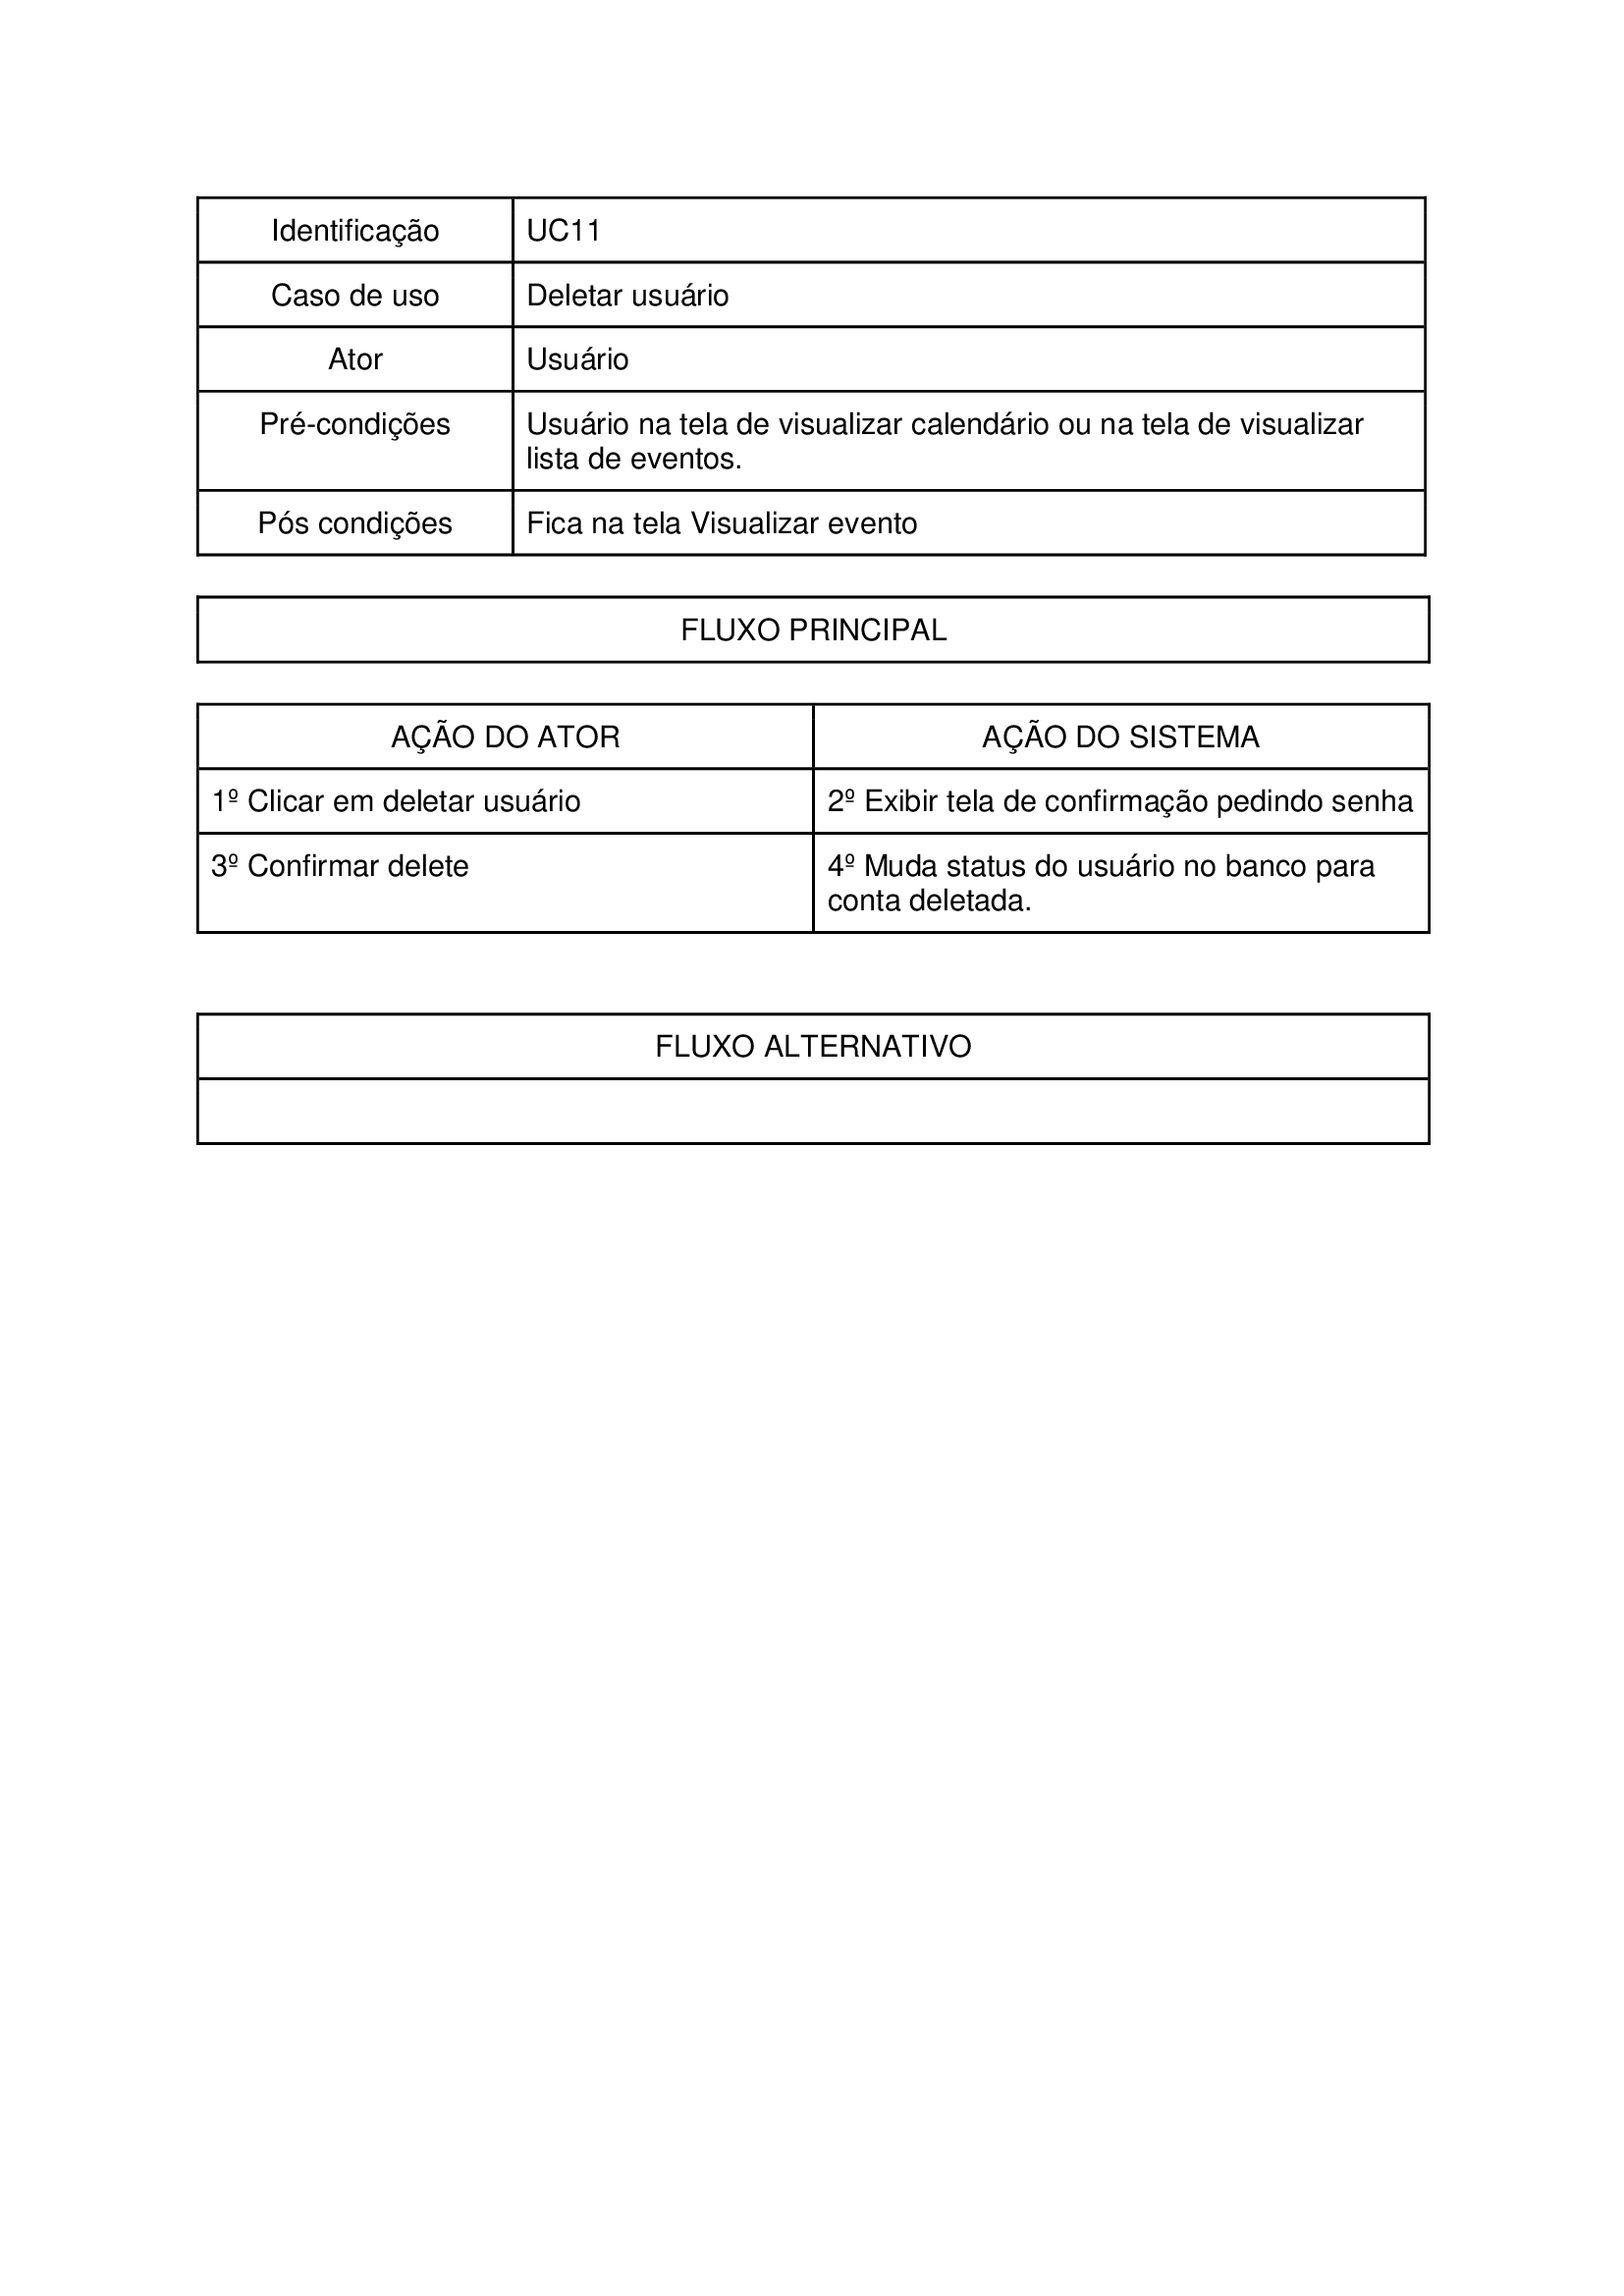 Identificação UC11
Caso de uso Deletar usuário
Ator Usuário
Pré-condições Usuário na tela de visualizar calendário ou na tela de visualizar
lista de eventos.
Pós condições Fica na tela Visualizar evento
FLUXO PRINCIPAL
AÇÃO DO ATOR AÇÃO DO SISTEMA
1º Clicar em deletar usuário 2º Exibir tela de confirmação pedindo senha
3º Confirmar delete 4º Muda status do usuário no banco para
conta deletada.
FLUXO ALTERNATIVO